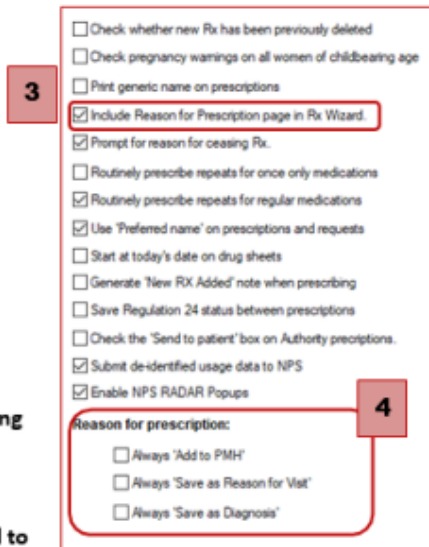 Check whether new Rx has been previously deleted
Check pregnancy warnings on all women of childbearing age
Print generic name on prescriptions
3
Include Reason for Prescription page in Rx Wizard.
Prompt for reason for ceasing Rx.
Routinely prescribe repeats for once only medications
Routinely prescribe repeats for regular medications
Use 'Preferred name' on prescriptions and requests
Start at today's date on drug sheets
Generate 'New RX Added' note when prescribing
Save Regulation 24 status between prescriptions
Check the 'Send to patient' box on Authority precriptions.
Submit de-identified usage data to NPS
Enable NPS RADAR Popups
4
ng
Reason for prescription:
Always 'Add to PMH'
Always 'Save as Reason for Visit'
Always 'Save as Diagnosis'
to